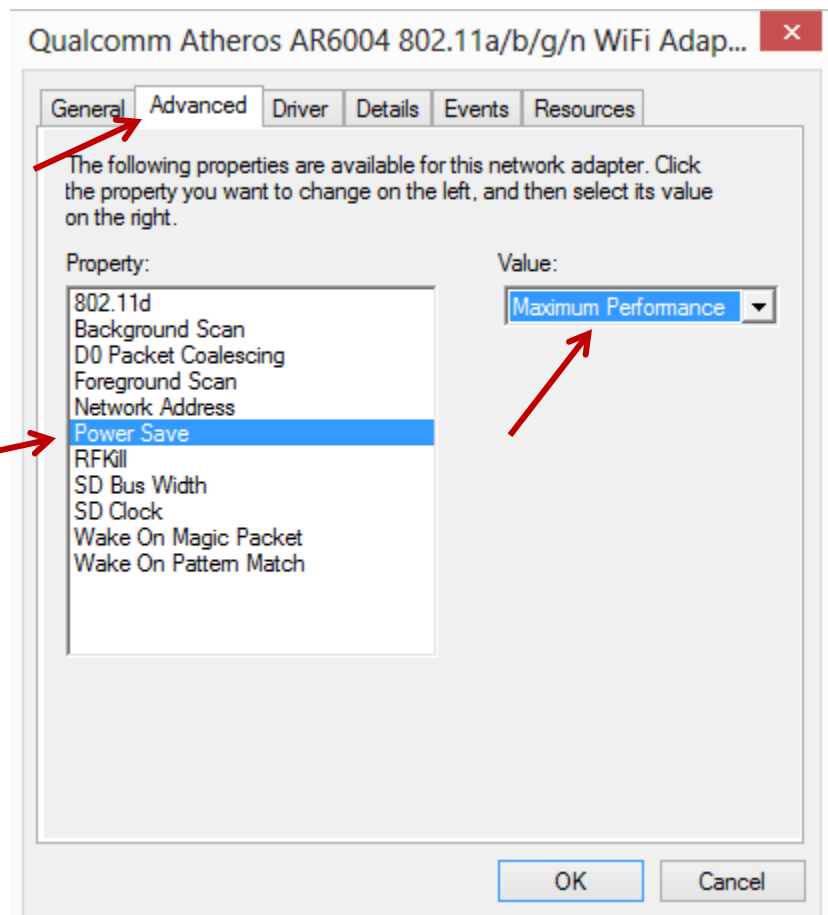 Qualcomm Atheros AR6004 802.11a/b/g/n WiFi Adap...
General Advanced Driver Details Events Resources
The following properties are available for this network adapter. Click
the property you want to change on the left, and then select its value
on the right.
Property:
Value:
802.11d
Background Scan
D0 Packet Coalescing
Foreground Scan
Network Address
Power Save
RFKill
SD Bus Width
SD Clock
Wake On Magic Packet
Wake On Pattern Match
Maximum Performance
OK
Cancel